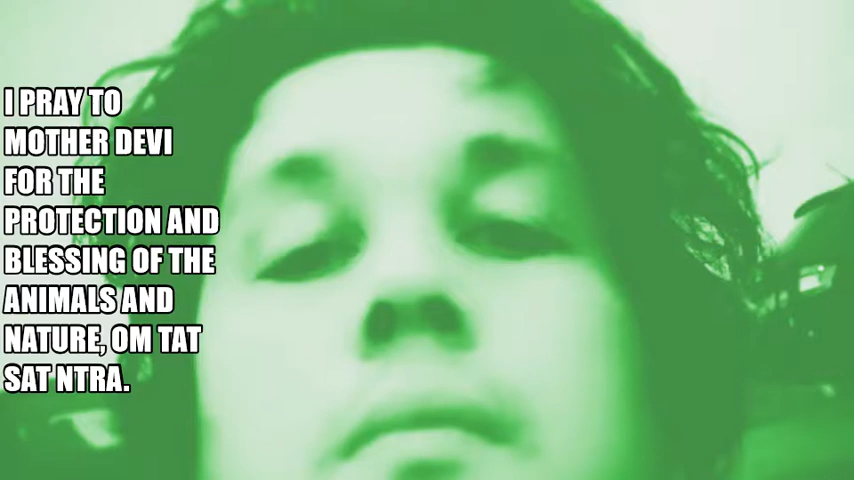 I PRAY TO
MOTHER DEVI
FOR THE
PROTECTION AND
BLESSING OF THE
ANIMALS AND
NATURE, OM TAT
SAT NTRA.